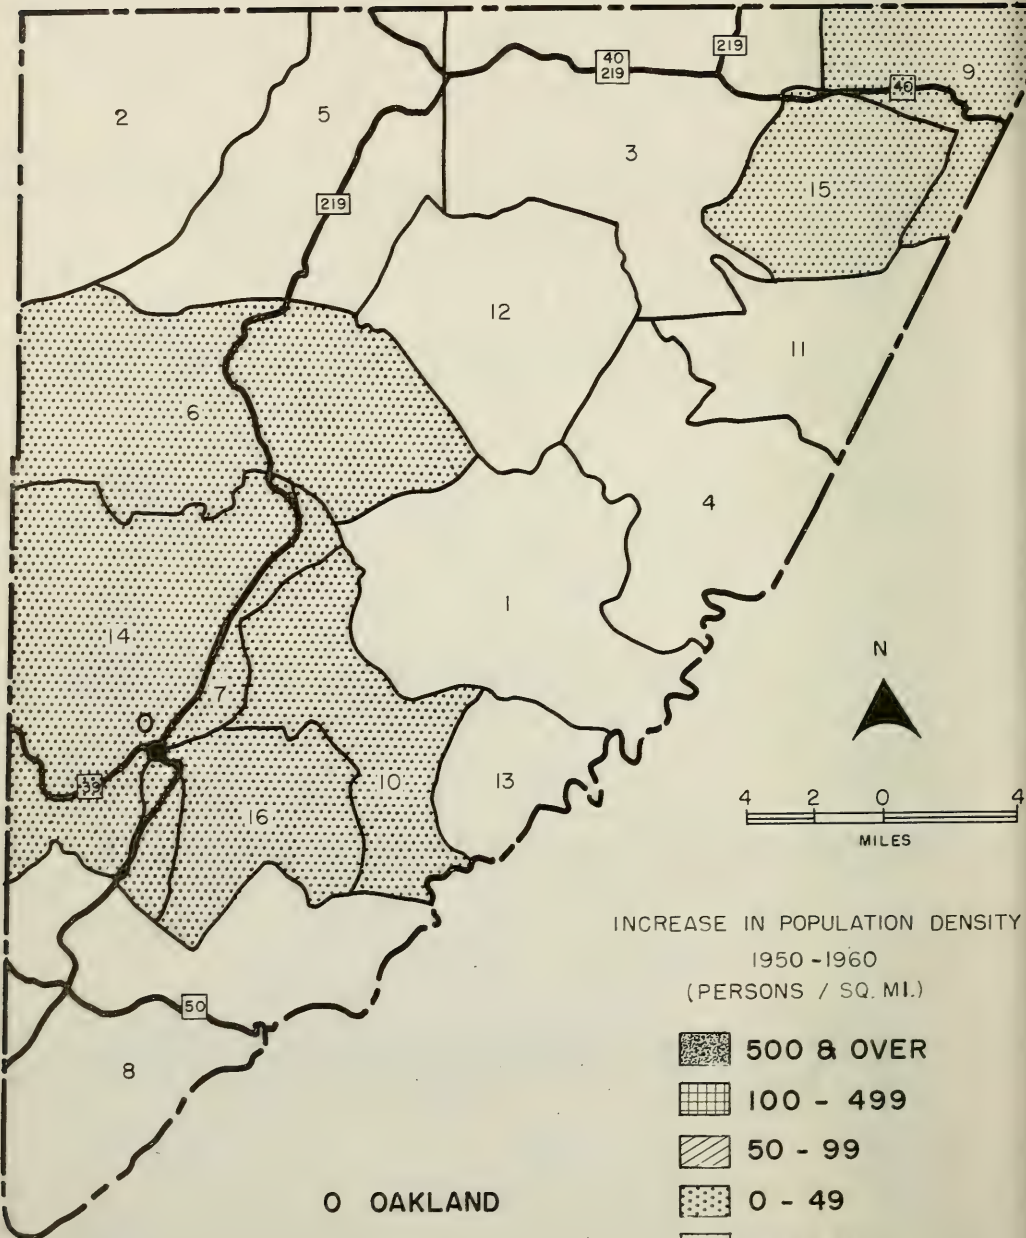 219
40
219
40
9
2
5
3
15
219
12
11
6
4
1
14
7
N
O
39
10
13
16
4 2 0 4
MILES
INCREASE IN POPULATION DENSITY
1950 - 1960
(PERSONS / SQ. MI.)
500 & OVER
50
100 - 499
8
50 - 99
O OAKLAND
0 - 49